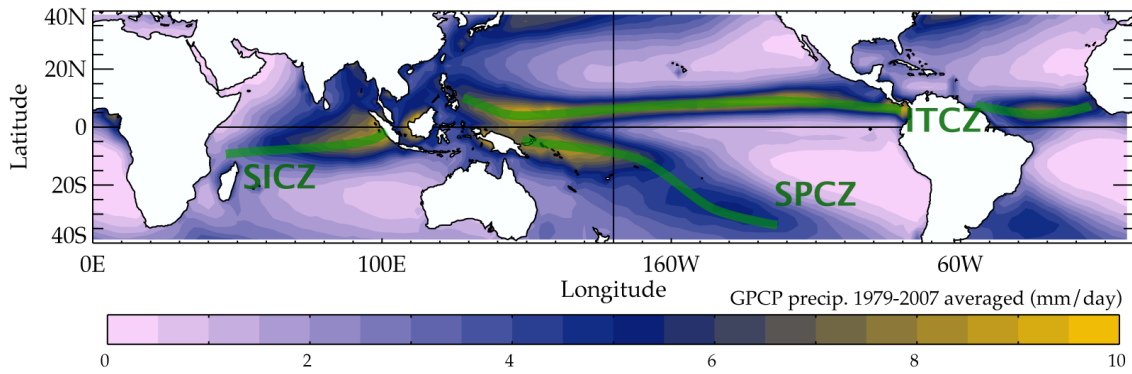 40N
20N
0
20S
40S
Latitude
ITCZ
SICZ
SPCZ
0E 100E 160W 60W
Longitude
GPCP precip. 1979-2007 averaged (mm/day)
0 2 4 6 8 10